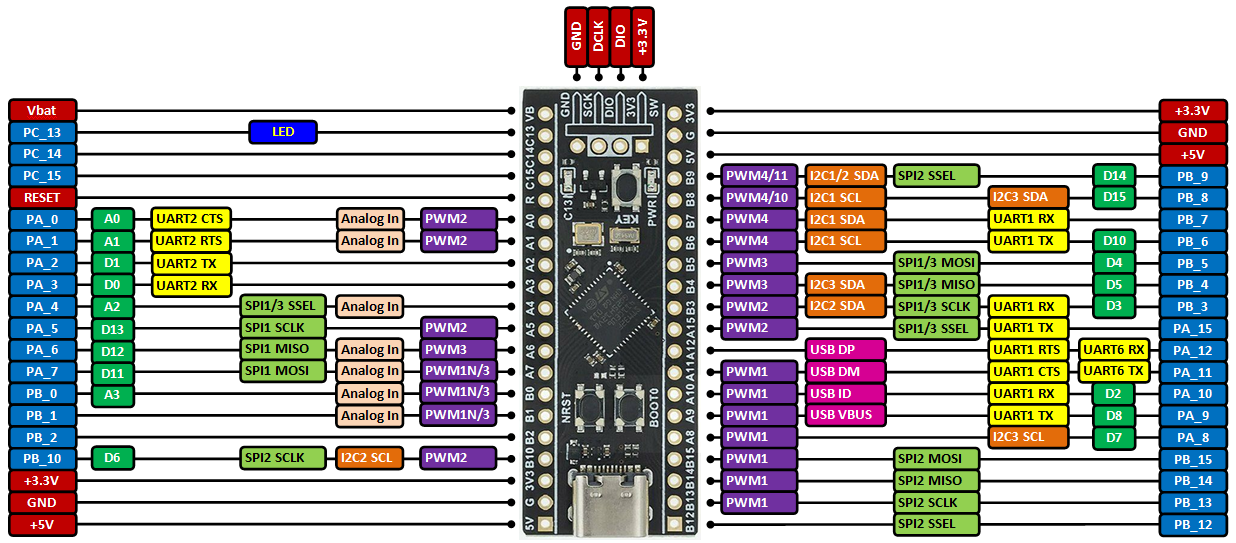 GND DCLK DIO +3.3V
GND SCK DIO 3V3 SW
Vbat VB
PC_13 LED C13
PC_14 C14
PC_15 C15
RESET R
PA_0 A0 UART2 CTS Analog In PWM2 A0
PA_1 A1 UART2 RTS Analog In PWM2 A1
PA_2 D1 UART2 TX A2
PA_3 D0 UART2 RX A3
PA_4 A2 SPI1/3 SSEL Analog In A4
PA_5 D13 SPI1 SCLK PWM2 A5
PA_6 D12 SPI1 MISO Analog In PWM3 A6
PA_7 D11 SPI1 MOSI Analog In PWM1N/3 A7
PB_0 A3 Analog In PWM1N/3 B0
PB_1 Analog In PWM1N/3 B1
PB_2 B2
PB_10 D6 SPI2 SCLK I2C2 SCL PWM2 B10
+3.3V 3V3
GND G
+5V 5V
C13
KEY
PWR
NRST
BOOT0
3V3 +3.3V
G GND
5V +5V
B9 PWM4/11 I2C1/2 SDA SPI2 SSEL D14 PB_9
B8 PWM4/10 I2C1 SCL I2C3 SDA D15 PB_8
B7 PWM4 I2C1 SDA UART1 RX PB_7
B6 PWM4 I2C1 SCL UART1 TX D10 PB_6
B5 PWM3 SPI1/3 MOSI D4 PB_5
B4 PWM3 I2C3 SDA SPI1/3 MISO D5 PB_4
B3 PWM2 I2C2 SDA SPI1/3 SCLK UART1 RX D3 PB_3
A15 PWM2 SPI1/3 SSEL UART1 TX PA_15
A12 USB DP UART1 RTS UART6 RX PA_12
A11 PWM1 USB DM UART1 CTS UART6 TX PA_11
A10 PWM1 USB ID UART1 RX D2 PA_10
A9 PWM1 USB VBUS UART1 TX D8 PA_9
A8 PWM1 I2C3 SCL D7 PA_8
B15 PWM1 SPI2 MOSI PB_15
B14 PWM1 SPI2 MISO PB_14
B13 PWM1 SPI2 SCLK PB_13
B12 SPI2 SSEL PB_12